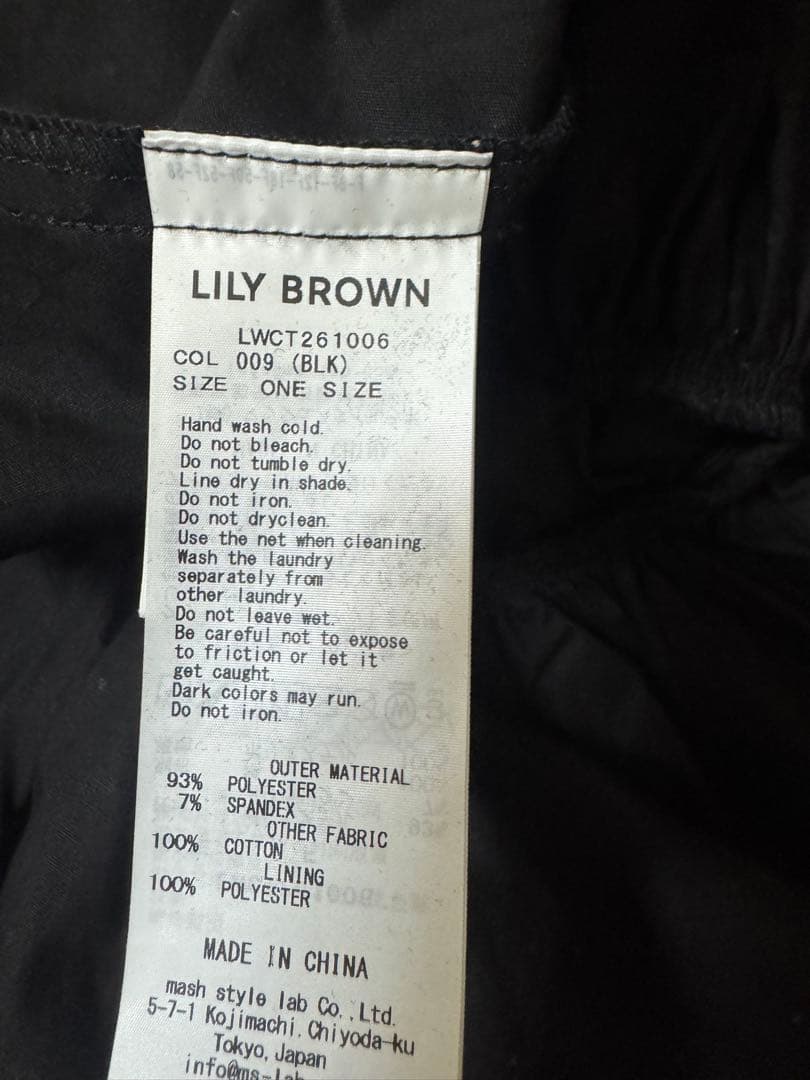 LILY BROWN
LWCT261006
COL 009 (BLK)
SIZE ONE SIZE
Hand wash cold.
Do not bleach.
Do not tumble dry.
Line dry in shade.
Do not iron.
Do not dryclean.
Use the net when cleaning.
Wash the laundry
separately from
other laundry.
Do not leave wet.
Be careful not to expose
to friction or let it
get caught.
Dark colors may run.
Do not iron.
OUTER MATERIAL
93% POLYESTER
7% SPANDEX
OTHER FABRIC
100% COTTON
LINING
100% POLYESTER
MADE IN CHINA
mash style lab Co.,Ltd.
5-7-1 Kojimachi, Chiyoda-ku
Tokyo, Japan